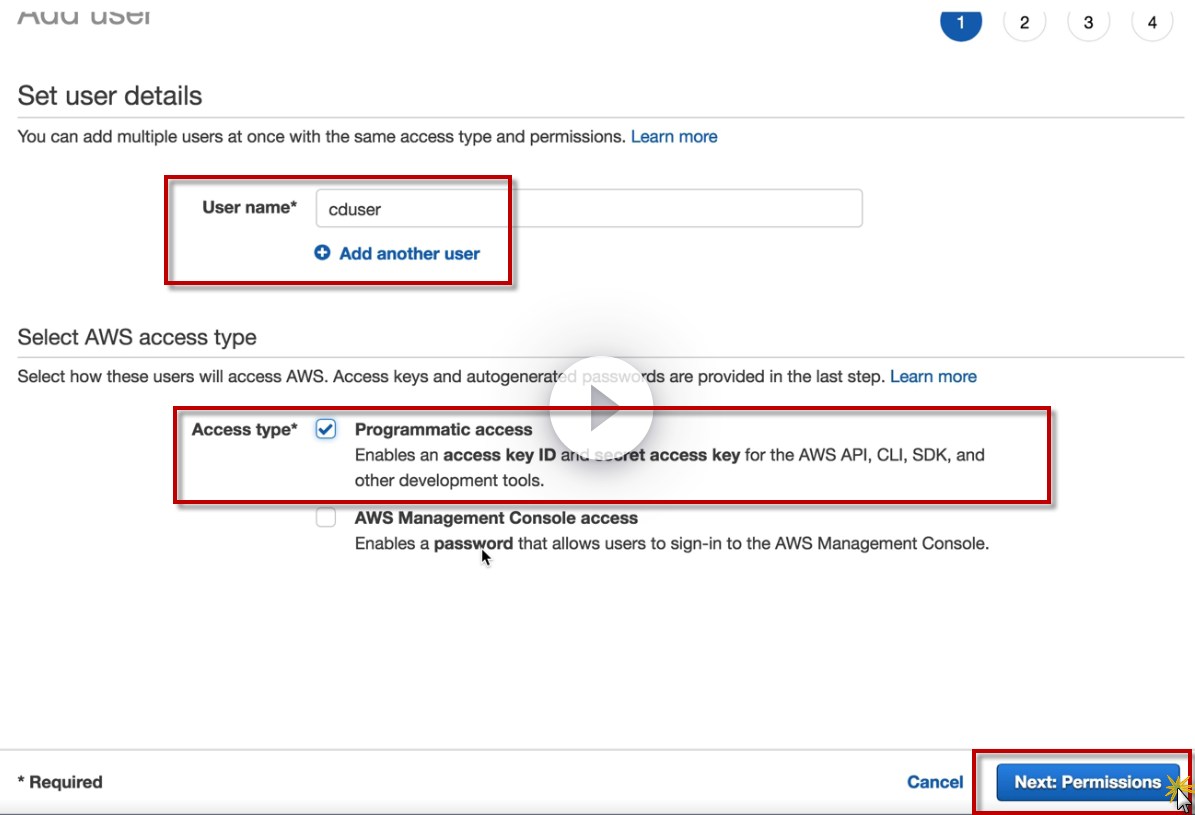 Add user
1
2
3
4
Set user details
You can add multiple users at once with the same access type and permissions. Learn more
User name*
cduser
Add another user
Select AWS access type
Select how these users will access AWS. Access keys and autogenerated passwords are provided in the last step. Learn more
Access type*
Programmatic access
Enables an access key ID and secret access key for the AWS API, CLI, SDK, and
other development tools.
AWS Management Console access
Enables a password that allows users to sign-in to the AWS Management Console.
* Required
Cancel
Next: Permissions